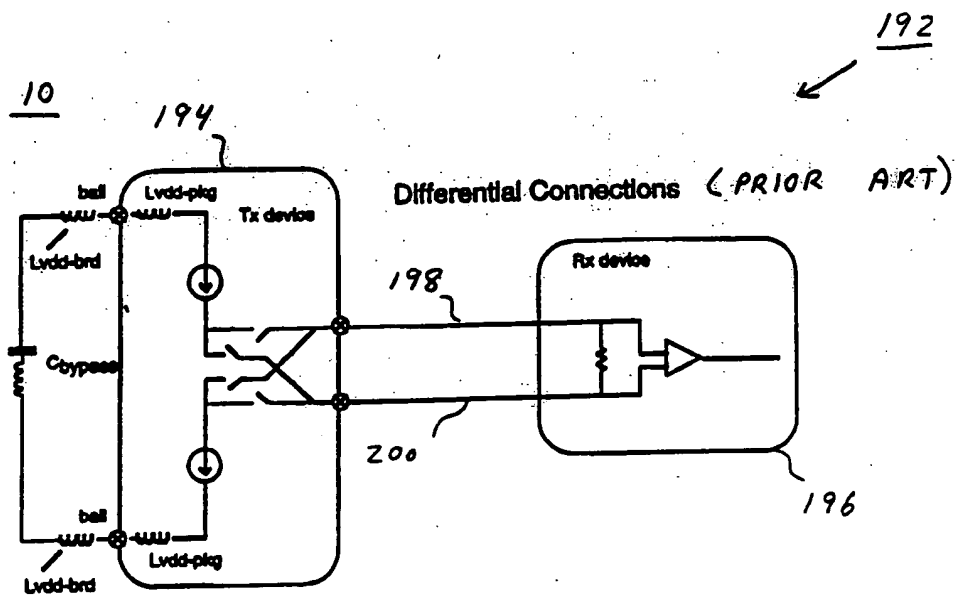 192
10
194
ball
Lvdd-pkg
Tx device
Differential Connections (PRIOR ART)
Lvdd-brd
Rx device
198
Cbypass
200
196
ball
Lvdd-pkg
Lvdd-brd